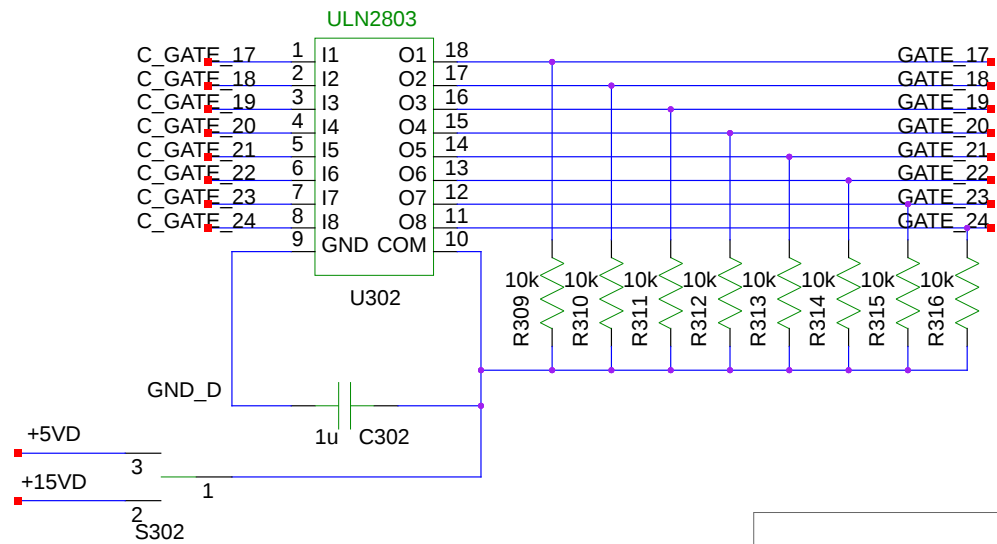 ULN2803
C_GATE_17 1 I1 O1 18 GATE_17
C_GATE_18 2 I2 O2 17 GATE_18
C_GATE_19 3 I3 O3 16 GATE_19
C_GATE_20 4 I4 O4 15 GATE_20
C_GATE_21 5 I5 O5 14 GATE_21
C_GATE_22 6 I6 O6 13 GATE_22
C_GATE_23 7 I7 O7 12 GATE_23
C_GATE_24 8 I8 O8 11 GATE_24
9 GND COM 10
U302
10k 10k 10k 10k 10k 10k 10k 10k
R309 R310 R311 R312 R313 R314 R315 R316
GND_D
1u C302
+5VD 3
1
+15VD 2
S302